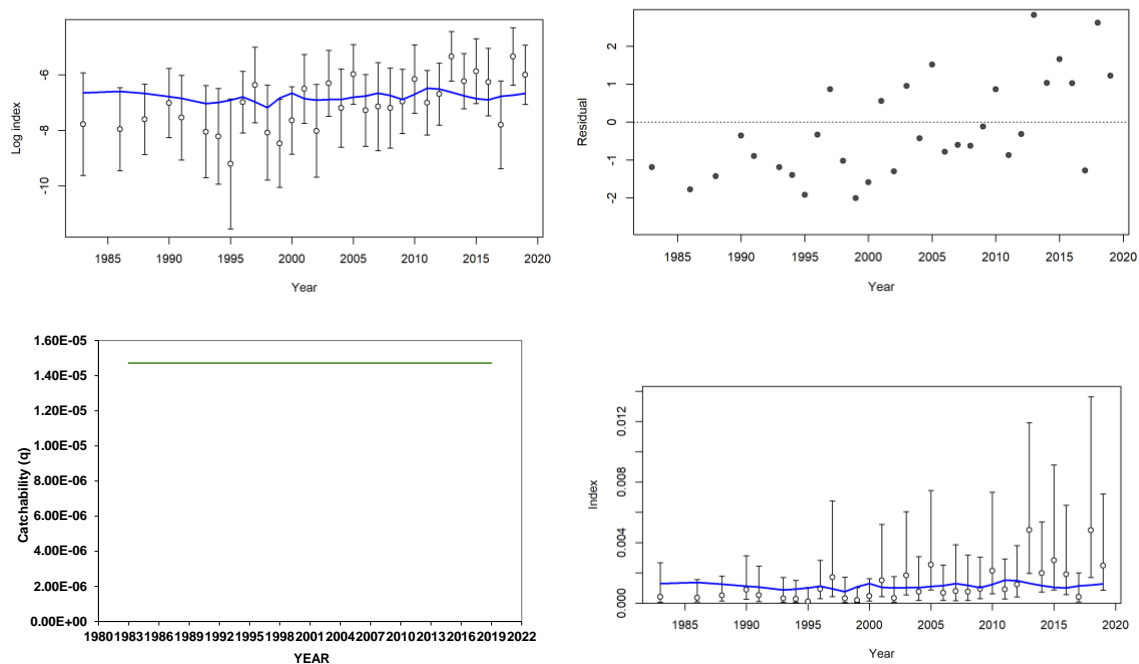 Log index
-6
-8
-10
1985 1990 1995 2000 2005 2010 2015 2020
Year
Residual
2
1
0
-1
-2
1985 1990 1995 2000 2005 2010 2015 2020
Year
Catchability (q)
1.60E-05
1.40E-05
1.20E-05
1.00E-05
8.00E-06
6.00E-06
4.00E-06
2.00E-06
0.00E+00
1980 1983 1986 1989 1992 1995 1998 2001 2004 2007 2010 2013 2016 2019 2022
YEAR
Index
0.012
0.008
0.004
0.000
1985 1990 1995 2000 2005 2010 2015 2020
Year